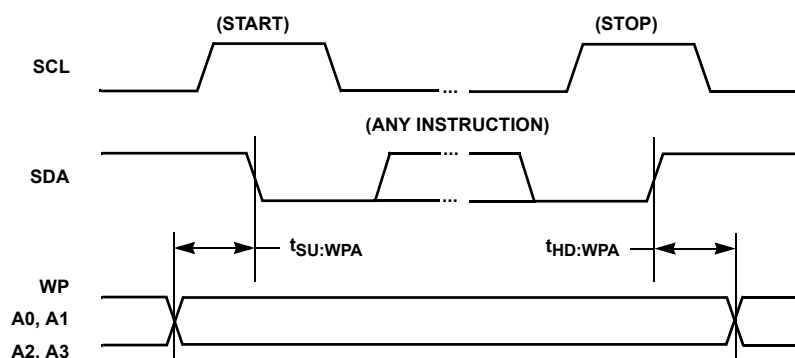 (START) (STOP)
SCL
... ...
(ANY INSTRUCTION)
SDA
...
...
tSU:WPA tHD:WPA
WP
A0, A1
A2, A3